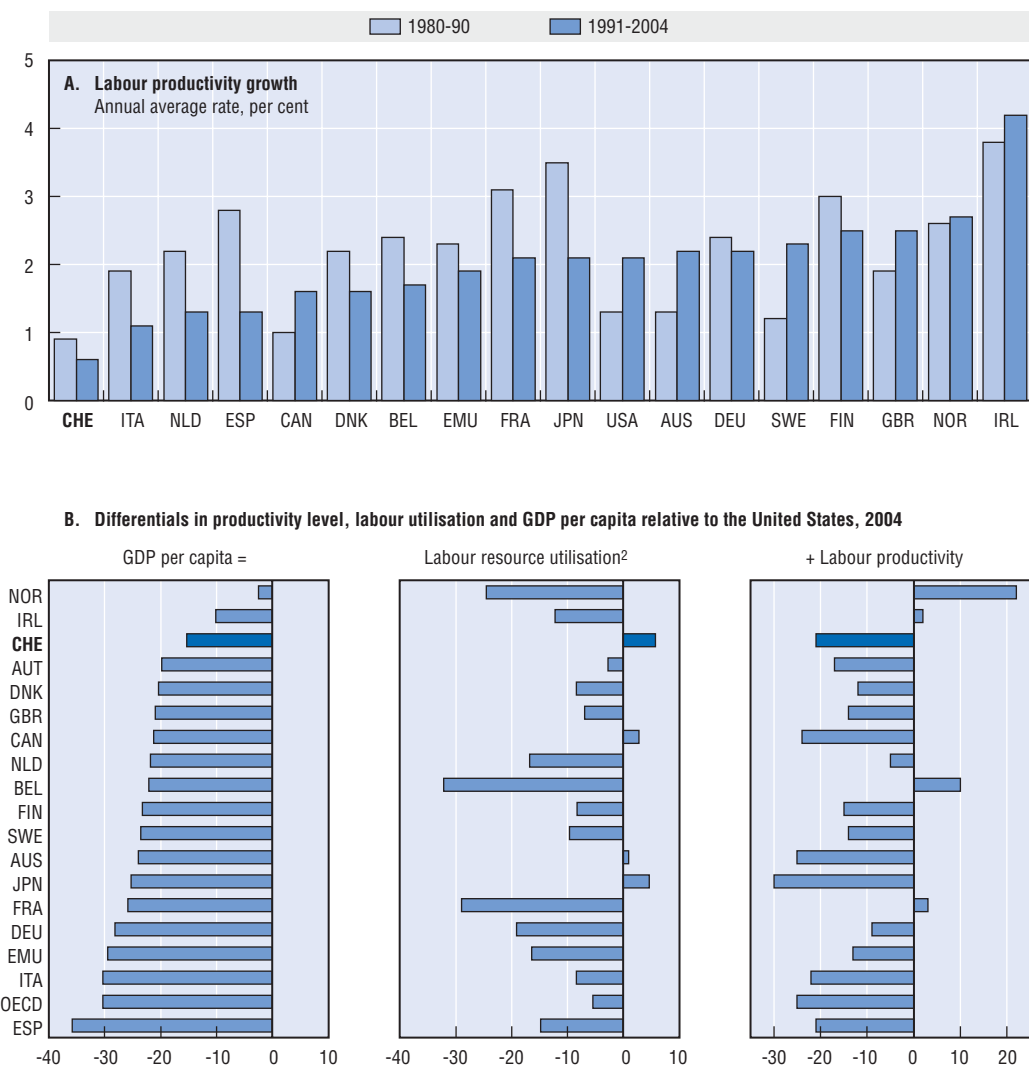 1980-90 1991-2004
5
A. Labour productivity growth
Annual average rate, per cent
4
3
2
1
0
CHE ITA NLD ESP CAN DNK BEL EMU FRA JPN USA AUS DEU SWE FIN GBR NOR IRL
B. Differentials in productivity level, labour utilisation and GDP per capita relative to the United States, 2004
GDP per capita = Labour resource utilisation2 + Labour productivity
NOR
IRL
CHE
AUT
DNK
GBR
CAN
NLD
BEL
FIN
SWE
AUS
JPN
FRA
DEU
EMU
ITA
OECD
ESP
-40 -30 -20 -10 0 10 -40 -30 -20 -10 0 10 -30 -20 -10 0 10 20